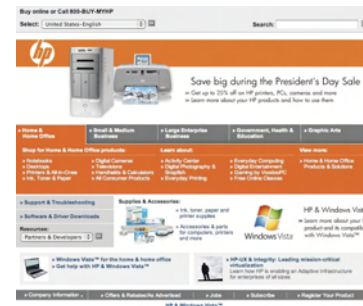 Buy online or Call 800-BUY-MYHP
Select: United States-English
Search:
hp
Save big during the President's Day Sale
» Get up to 25% off on HP printers, PCs, cameras and more
» Learn more about your HP products and how to use them
» Home & Home Office
» Small & Medium Business
» Large Enterprise Business
» Government, Health & Education
» Graphic Arts
Shop for Home & Home Office products:
Learn about:
View more:
» Notebooks
» Desktops
» Printers & All-in-Ones
» Ink, Toner & Paper
» Digital Cameras
» Televisions
» Handhelds & Calculators
» All Consumer Products
» Activity Center
» Digital Photography & Snapfish
» Everyday Printing
» Everyday Computing
» Digital Entertainment
» Gaming by VoodooPC
» Free Online Classes
» Home & Home Office Products & Solutions
» Support & Troubleshooting
» Software & Driver Downloads
Resources:
Partners & Developers
Supplies & Accessories:
» Ink, toner, paper and printer supplies
» Accessories & parts for computers, printers and more
Windows Vista
HP & Windows Vist
» Learn more about your
product and its compatib
with Windows Vista™
» Windows Vista™ for the home & home office
» Get help with HP & Windows Vista™
» HP-UX & Integrity: Leading mission-critical virtualization
Learn how HP is enabling an Adaptive Infrastructure for enterprises of all sizes.
» Company Information
» Offers & Rebates/As Advertised
» Jobs
» Subscribe
» Register Your Product
HP & Windows Vista™